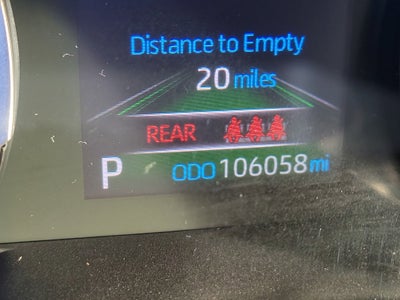 Distance to Empty
20 miles
REAR
P ODO 106058 mi